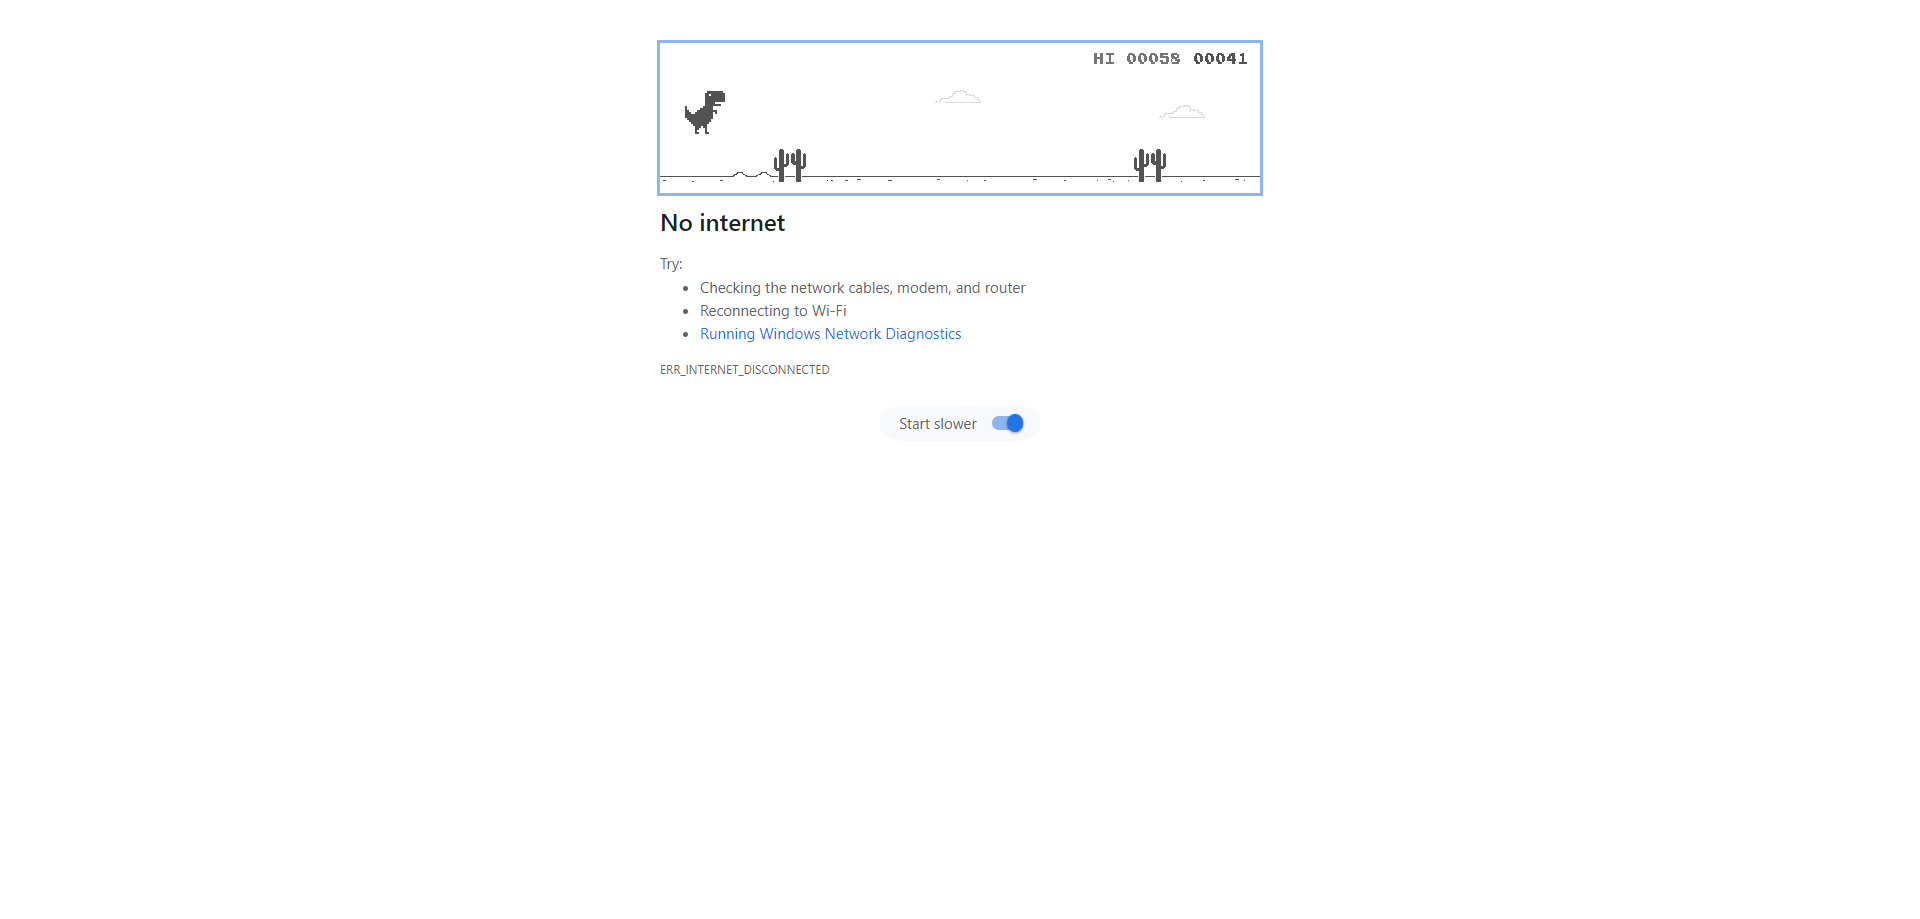 HI 00058 00041
No internet
Try:
Checking the network cables, modem, and router
Reconnecting to Wi-Fi
Running Windows Network Diagnostics
ERR_INTERNET_DISCONNECTED
Start slower